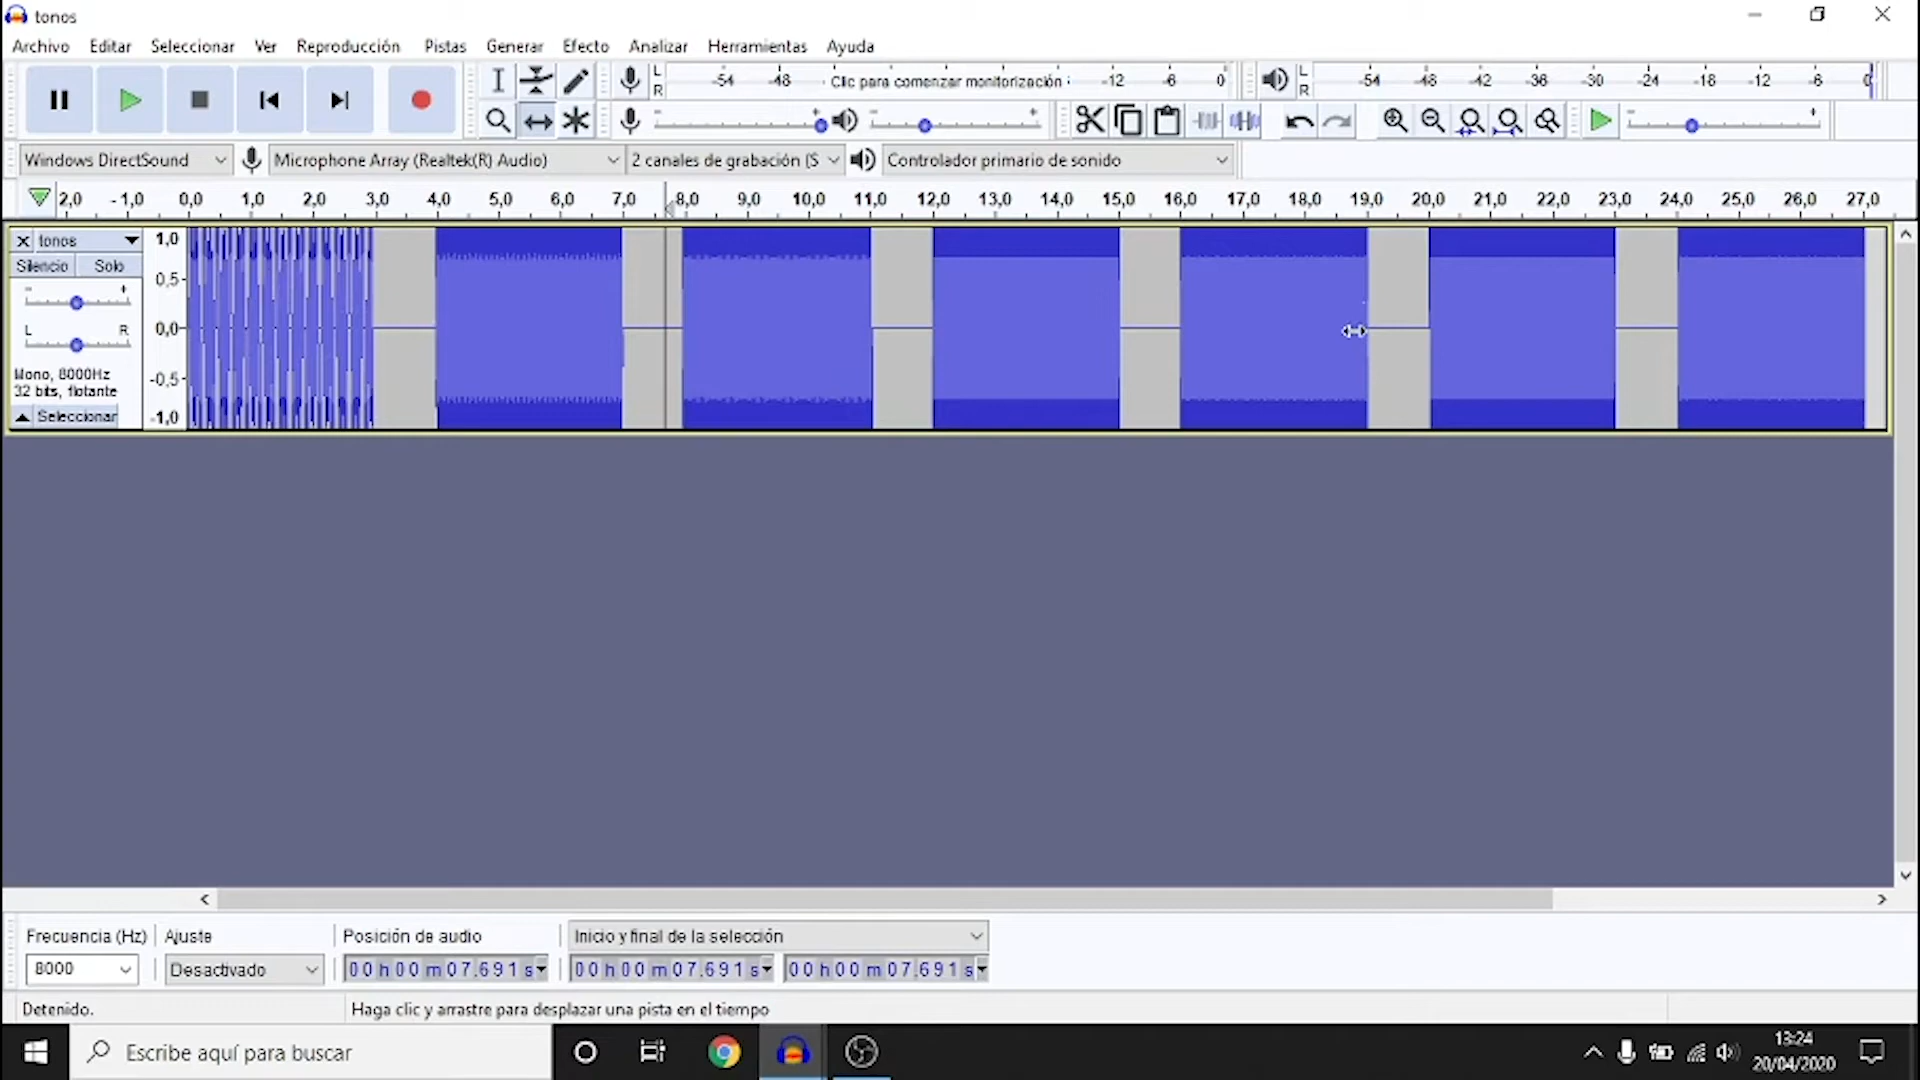 tonos
Archivo Editar Seleccionar Ver Reproducción Pistas Generar Efecto Analizar Herramientas Ayuda
L R -54 -48 Clic para comenzar monitorización -12 -6 0 L R -54 -48 -42 -36 -30 -24 -18 -12 -6 0
Windows DirectSound Microphone Array (Realtek(R) Audio) 2 canales de grabación (S Controlador primario de sonido
2,0 -1,0 0,0 1,0 2,0 3,0 4,0 5,0 6,0 7,0 8,0 9,0 10,0 11,0 12,0 13,0 14,0 15,0 16,0 17,0 18,0 19,0 20,0 21,0 22,0 23,0 24,0 25,0 26,0 27,0
tonos 1,0
Silencio Solo 0,5
L R 0,0
Mono, 8000Hz -0,5
32 bits, flotante
Seleccionar -1,0
Frecuencia (Hz) Ajuste Posición de audio Inicio y final de la selección
8000 Desactivado 00 h 00 m 07.691 s 00 h 00 m 07.691 s 00 h 00 m 07.691 s
Detenido. Haga clic y arrastre para desplazar una pista en el tiempo
Escribe aquí para buscar 13:24
20/04/2020